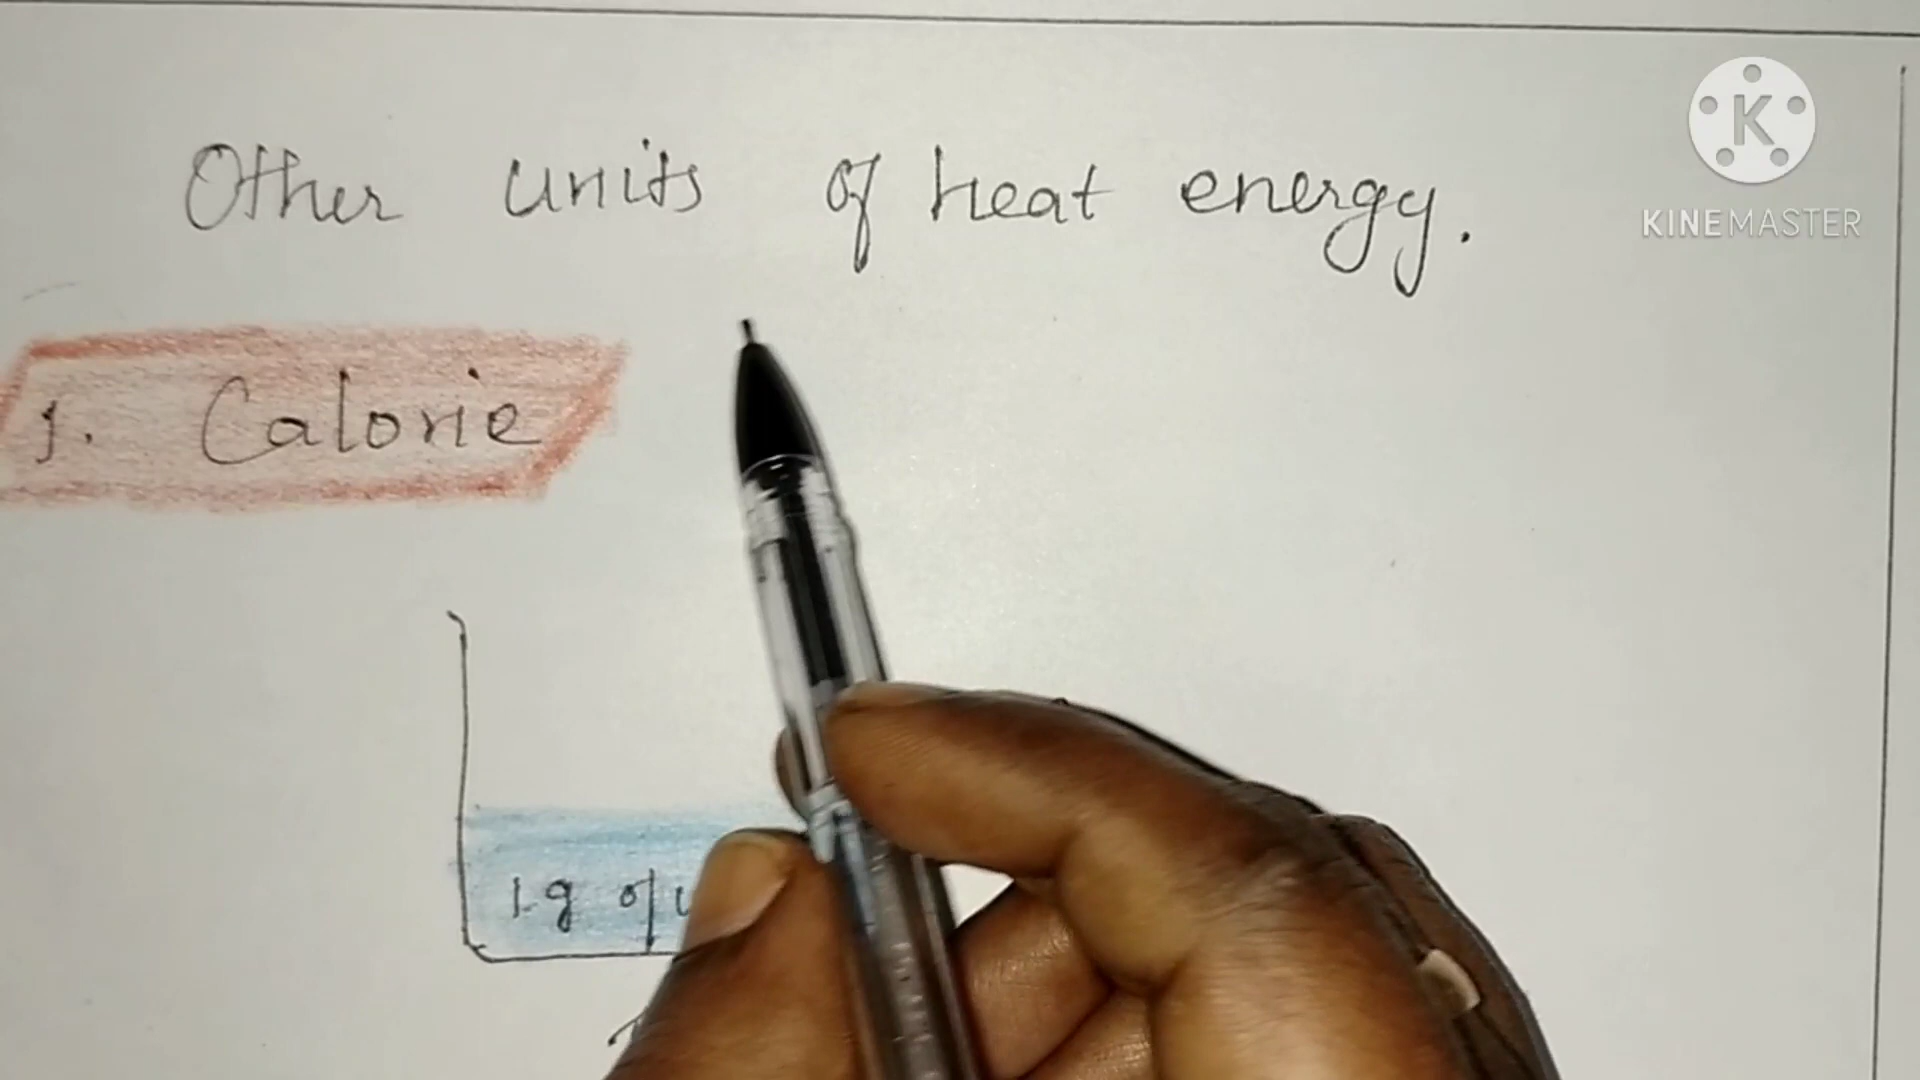 Other units of heat energy.
K
KINEMASTER
1. Calorie
1g of